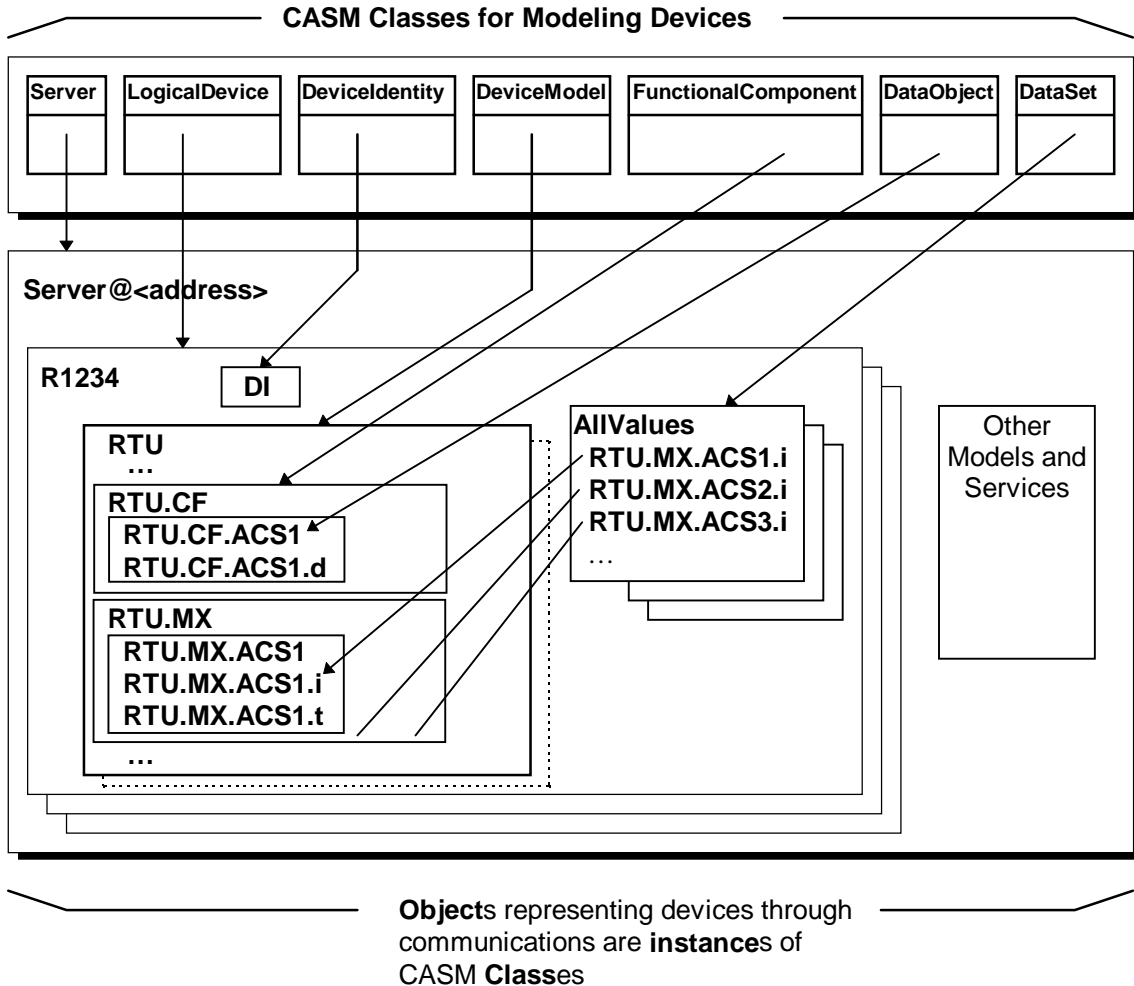 CASM Classes for Modeling Devices
Server
LogicalDevice
DeviceIdentity
DeviceModel
FunctionalComponent
DataObject
DataSet
Server@<address>
R1234
DI
RTU
...
RTU.CF
RTU.CF.ACS1
RTU.CF.ACS1.d
RTU.MX
RTU.MX.ACS1
RTU.MX.ACS1.i
RTU.MX.ACS1.t
...
AllValues
RTU.MX.ACS1.i
RTU.MX.ACS2.i
RTU.MX.ACS3.i
...
Other
Models and
Services
Objects representing devices through
communications are instances of
CASM Classes